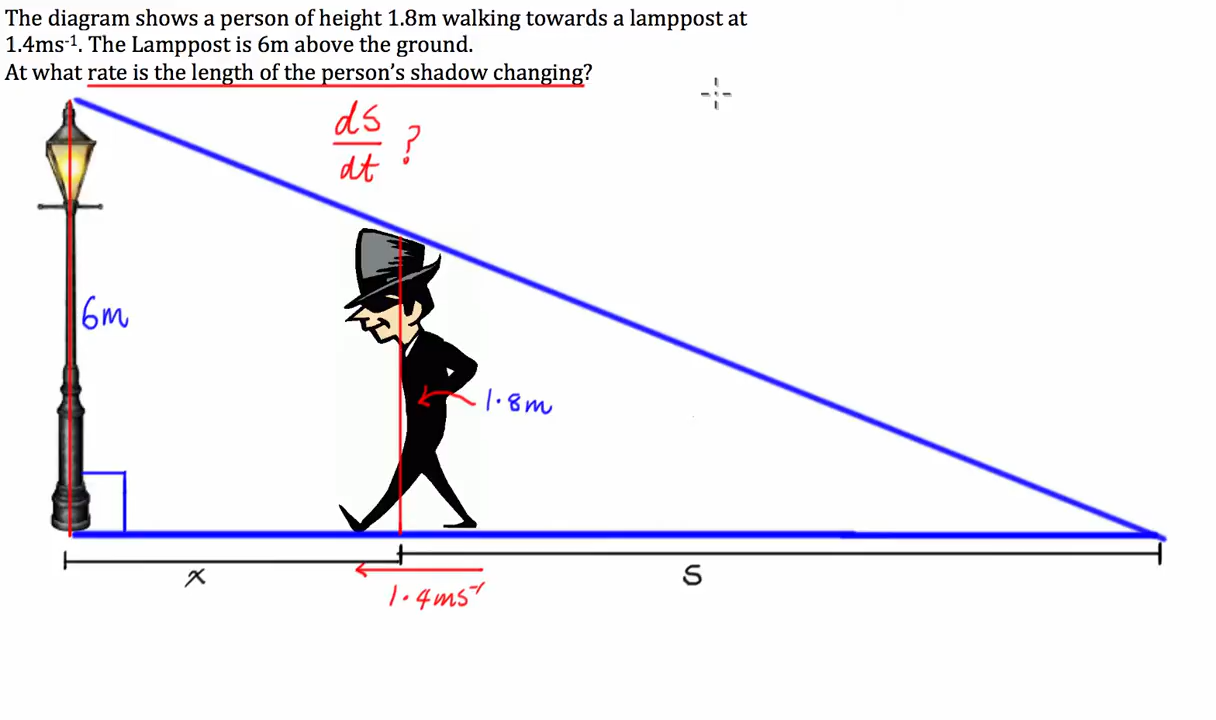 The diagram shows a person of height 1.8m walking towards a lamppost at
1.4ms⁻¹. The Lamppost is 6m above the ground.
At what rate is the length of the person's shadow changing?
dS
dt
?
6m
1.8m
x
S
1.4ms⁻¹